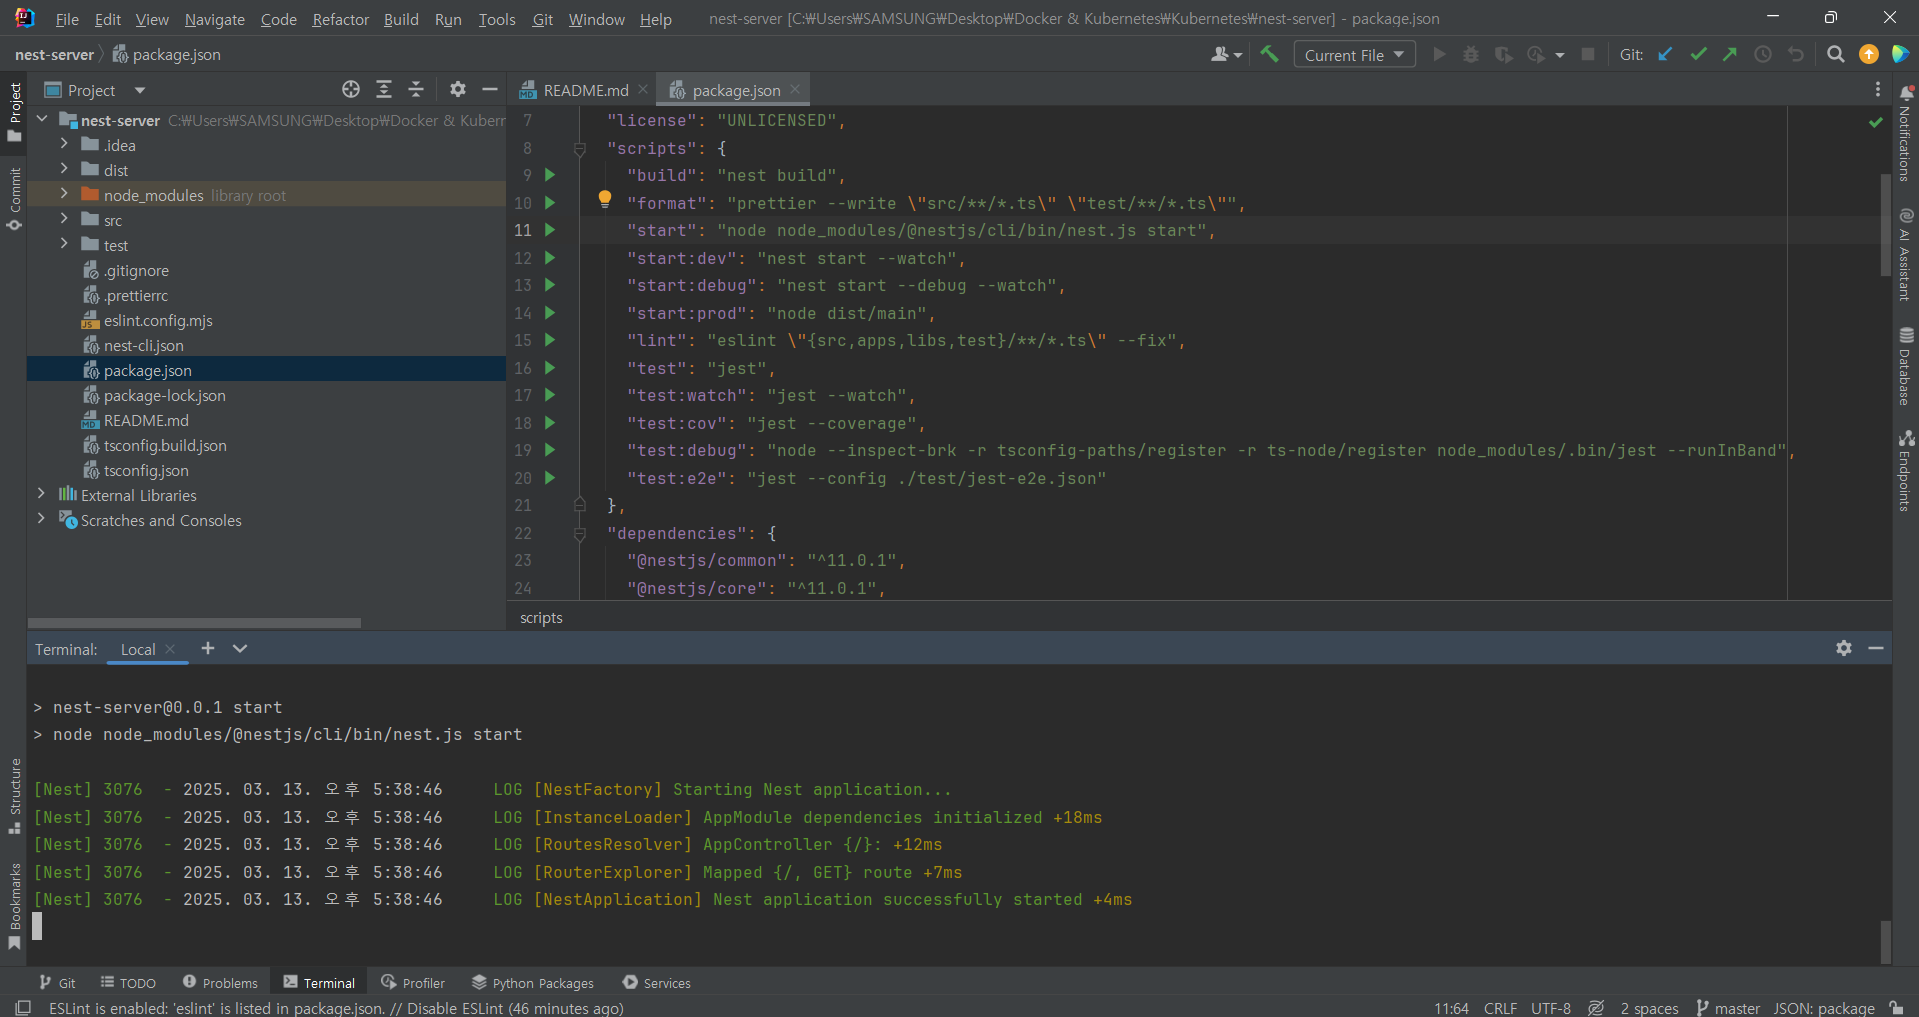 File Edit View Navigate Code Refactor Build Run Tools Git Window Help nest-server [C:₩Users₩SAMSUNG₩Desktop₩Docker & Kubernetes₩Kubernetes₩nest-server] - package.json
nest-server package.json Current File Git:
Project
Commit
Structure
Bookmarks
Project
nest-server C:₩Users₩SAMSUNG₩Desktop₩Docker & Kuberr
.idea
dist
node_modules library root
src
test
.gitignore
.prettierrc
eslint.config.mjs
nest-cli.json
package.json
package-lock.json
README.md
tsconfig.build.json
tsconfig.json
External Libraries
Scratches and Consoles
README.md package.json
7 "license": "UNLICENSED",
8 "scripts": {
9 "build": "nest build",
10 "format": "prettier --write \"src/**/*.ts\" \"test/**/*.ts\"",
11 "start": "node node_modules/@nestjs/cli/bin/nest.js start",
12 "start:dev": "nest start --watch",
13 "start:debug": "nest start --debug --watch",
14 "start:prod": "node dist/main",
15 "lint": "eslint \"{src,apps,libs,test}/**/*.ts\" --fix",
16 "test": "jest",
17 "test:watch": "jest --watch",
18 "test:cov": "jest --coverage",
19 "test:debug": "node --inspect-brk -r tsconfig-paths/register -r ts-node/register node_modules/.bin/jest --runInBand",
20 "test:e2e": "jest --config ./test/jest-e2e.json"
21 },
22 "dependencies": {
23 "@nestjs/common": "^11.0.1",
24 "@nestjs/core": "^11.0.1",
scripts
Notifications
AI Assistant
Database
Endpoints
Terminal: Local
> nest-server@0.0.1 start
> node node_modules/@nestjs/cli/bin/nest.js start
[Nest] 3076 - 2025. 03. 13. 오후 5:38:46 LOG [NestFactory] Starting Nest application...
[Nest] 3076 - 2025. 03. 13. 오후 5:38:46 LOG [InstanceLoader] AppModule dependencies initialized +18ms
[Nest] 3076 - 2025. 03. 13. 오후 5:38:46 LOG [RoutesResolver] AppController {/}: +12ms
[Nest] 3076 - 2025. 03. 13. 오후 5:38:46 LOG [RouterExplorer] Mapped {/, GET} route +7ms
[Nest] 3076 - 2025. 03. 13. 오후 5:38:46 LOG [NestApplication] Nest application successfully started +4ms
Git TODO Problems Terminal Profiler Python Packages Services
ESLint is enabled: 'eslint' is listed in package.json. // Disable ESLint (46 minutes ago) 11:64 CRLF UTF-8 2 spaces master JSON: package